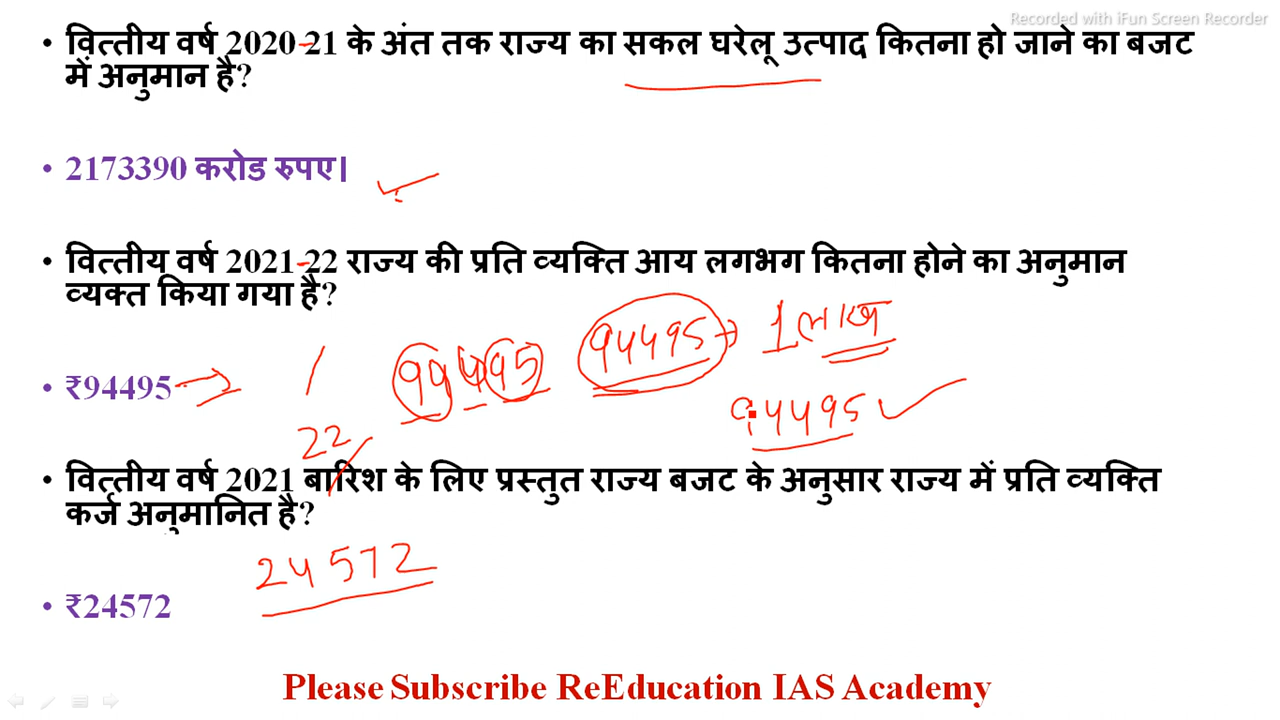 Recorded with iFun Screen Recorder
• वित्तीय वर्ष 2020-21 के अंत तक राज्य का सकल घरेलू उत्पाद कितना हो जाने का बजट
में अनुमान है?
• 2173390 करोड रुपए।
• वित्तीय वर्ष 2021-22 राज्य की प्रति व्यक्ति आय लगभग कितना होने का अनुमान
व्यक्त किया गया है?
94495 → 1 लाख
• ₹94495
94495
22
• वित्तीय वर्ष 2021 बारिश के लिए प्रस्तुत राज्य बजट के अनुसार राज्य में प्रति व्यक्ति
कर्ज अनुमानित है?
24572
• ₹24572
Please Subscribe ReEducation IAS Academy